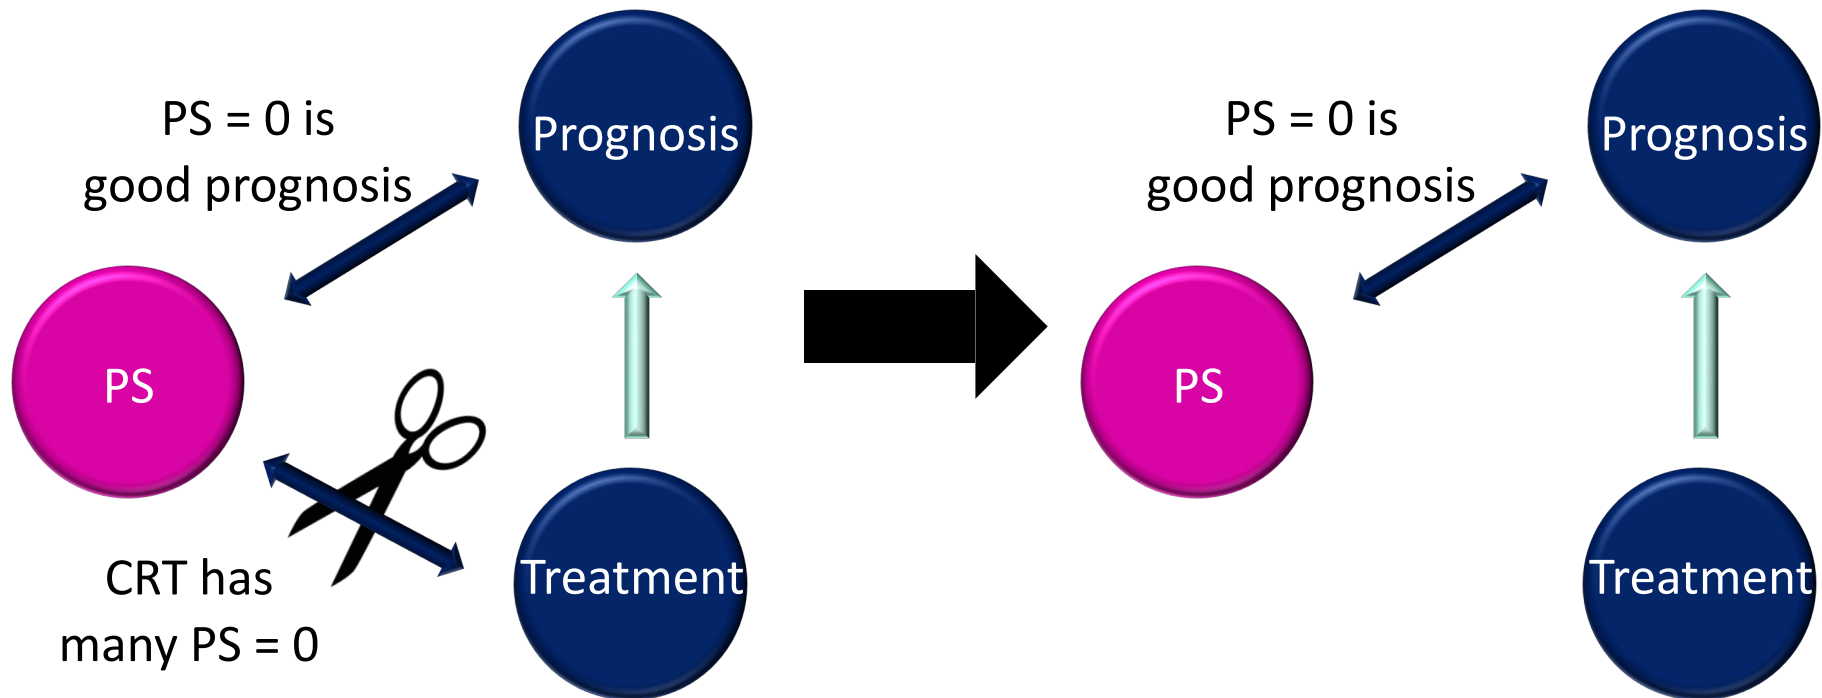 PS = 0 is
good prognosis
Prognosis
PS
CRT has
many PS = 0
Treatment
PS = 0 is
good prognosis
Prognosis
PS
Treatment